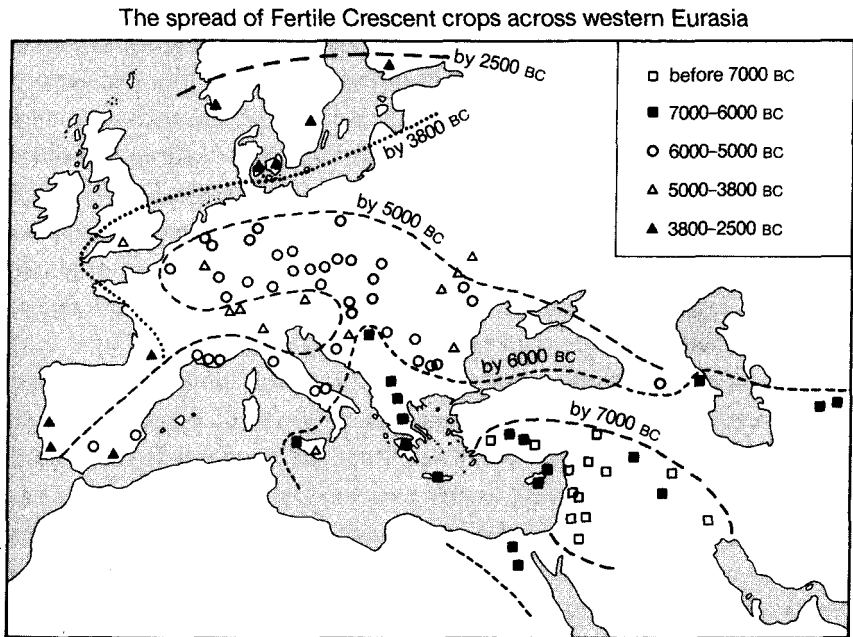 The spread of Fertile Crescent crops across western Eurasia
by 2500 BC
before 7000 BC
7000–6000 BC
6000–5000 BC
5000–3800 BC
3800–2500 BC
by 3800 BC
by 5000 BC
by 6000 BC
by 7000 BC